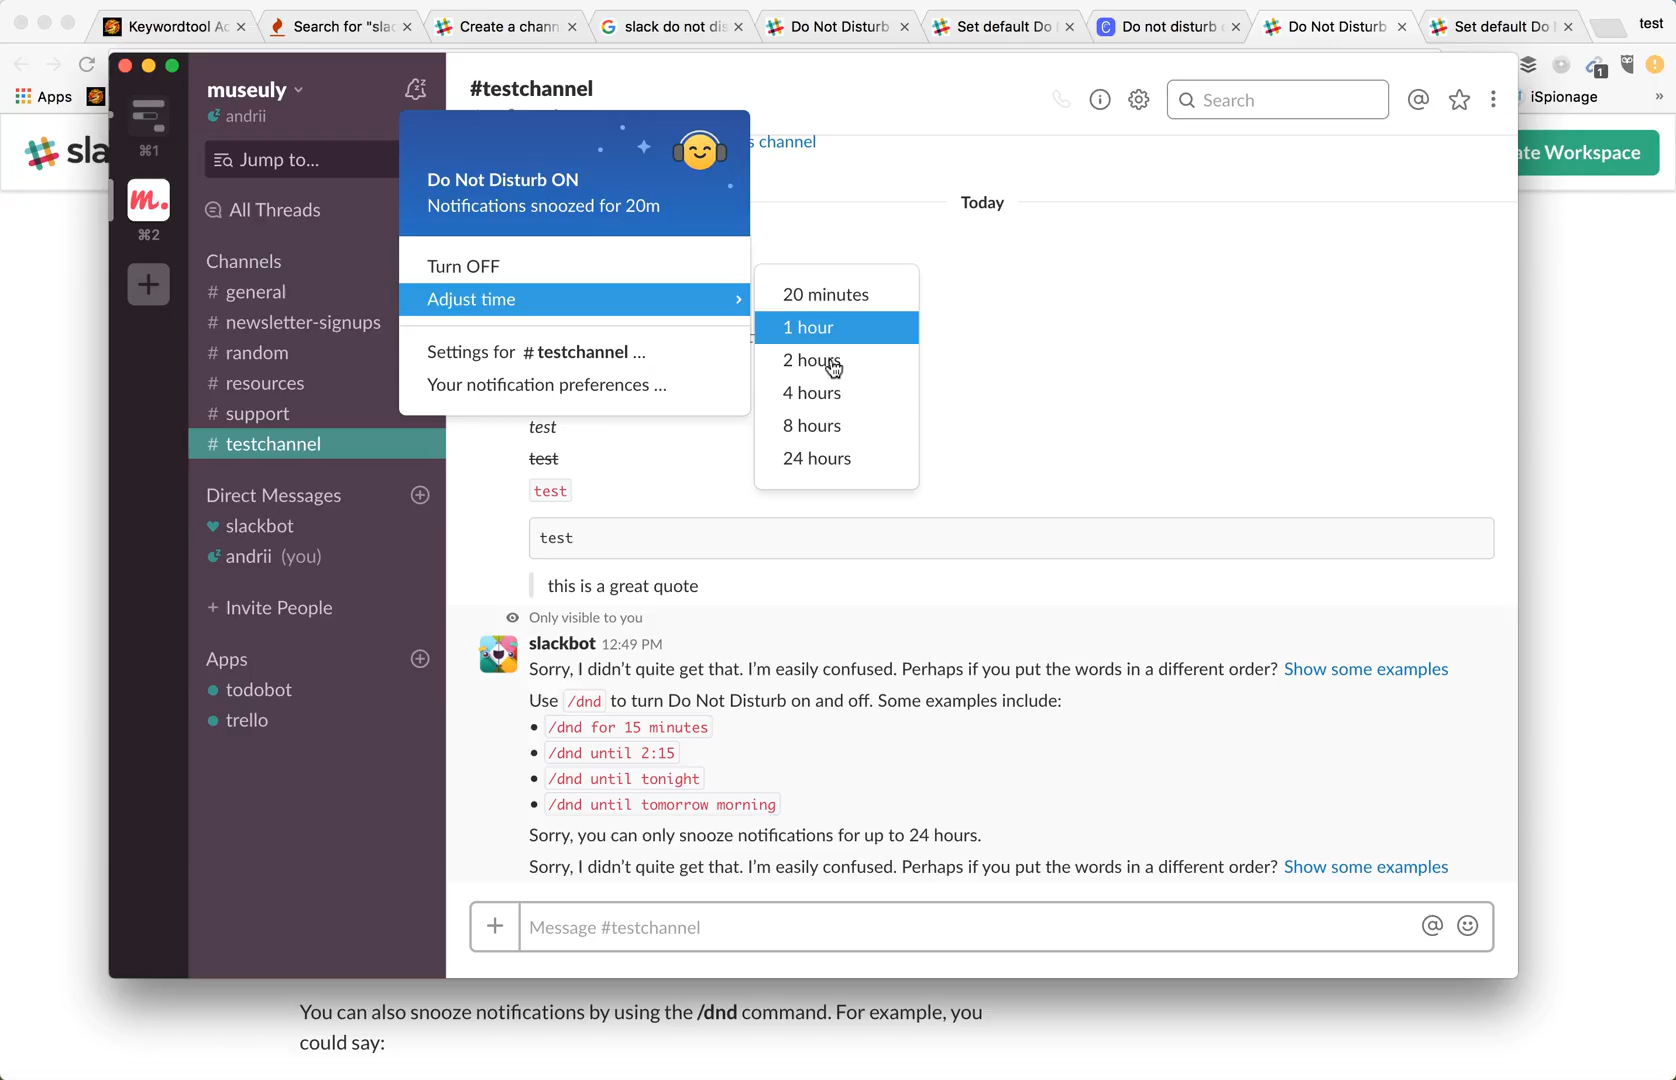 Keywordtool Ac
Search for "slac
Create a chann
slack do not dis
Do Not Disturb
Set default Do
Do not disturb
Do Not Disturb
Set default Do
test
Apps
1
iSpionage
»
sla
ate Workspace
⌘1
m.
⌘2
museuly
andrii
Jump to...
All Threads
Channels
# general
# newsletter-signups
# random
# resources
# support
# testchannel
Direct Messages
slackbot
andrii (you)
+ Invite People
Apps
todobot
trello
#testchannel
Search
s channel
Today
Do Not Disturb ON
Notifications snoozed for 20m
Turn OFF
Adjust time
Settings for # testchannel ...
Your notification preferences ...
20 minutes
1 hour
2 hours
4 hours
8 hours
24 hours
test
test
test
test
this is a great quote
Only visible to you
slackbot 12:49 PM
Sorry, I didn't quite get that. I'm easily confused. Perhaps if you put the words in a different order? Show some examples
Use /dnd to turn Do Not Disturb on and off. Some examples include:
• /dnd for 15 minutes
• /dnd until 2:15
• /dnd until tonight
• /dnd until tomorrow morning
Sorry, you can only snooze notifications for up to 24 hours.
Sorry, I didn't quite get that. I'm easily confused. Perhaps if you put the words in a different order? Show some examples
Message #testchannel
You can also snooze notifications by using the /dnd command. For example, you
could say: